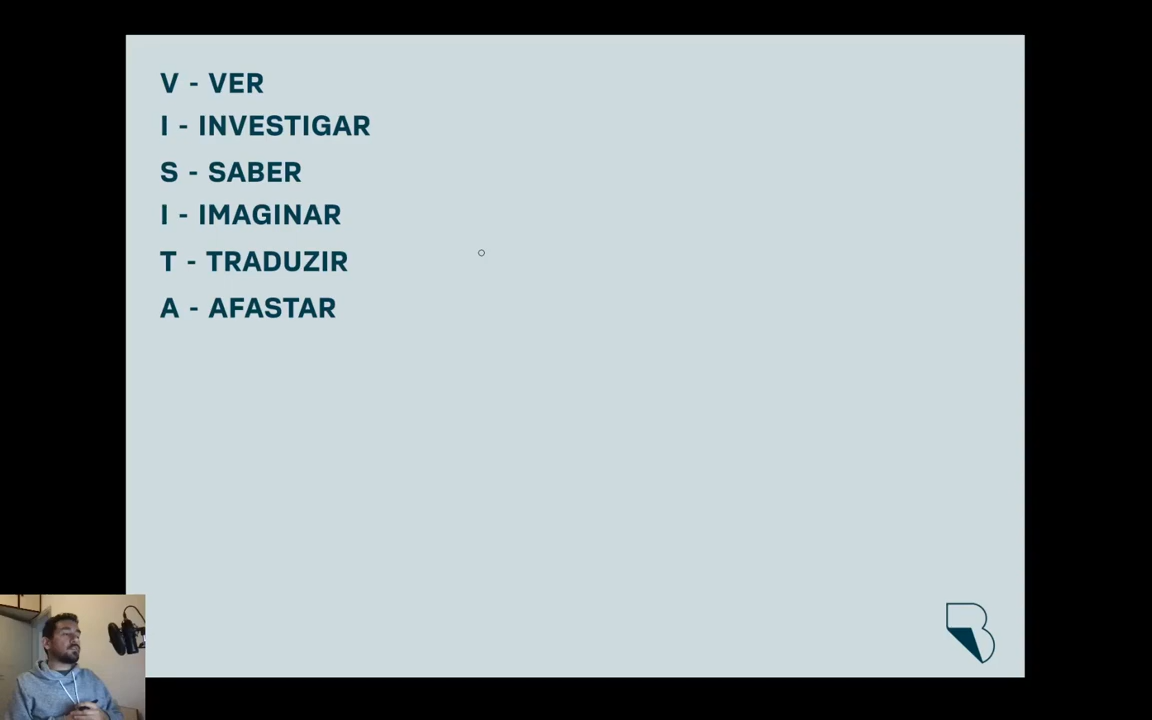 V - VER
I - INVESTIGAR
S - SABER
I - IMAGINAR
T - TRADUZIR
A - AFASTAR